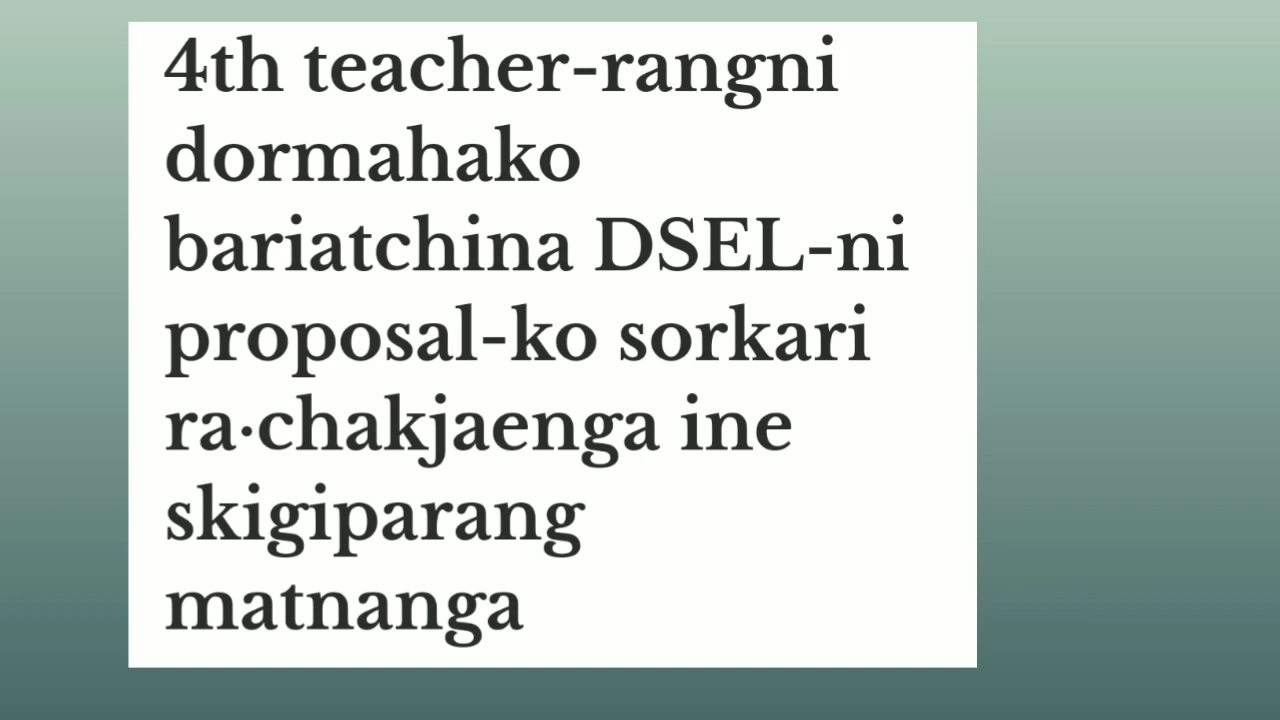 4th teacher-rangni
dormahako
bariatchina DSEL-ni
proposal-ko sorkari
ra·chakjaenga ine
skigiparang
matnanga